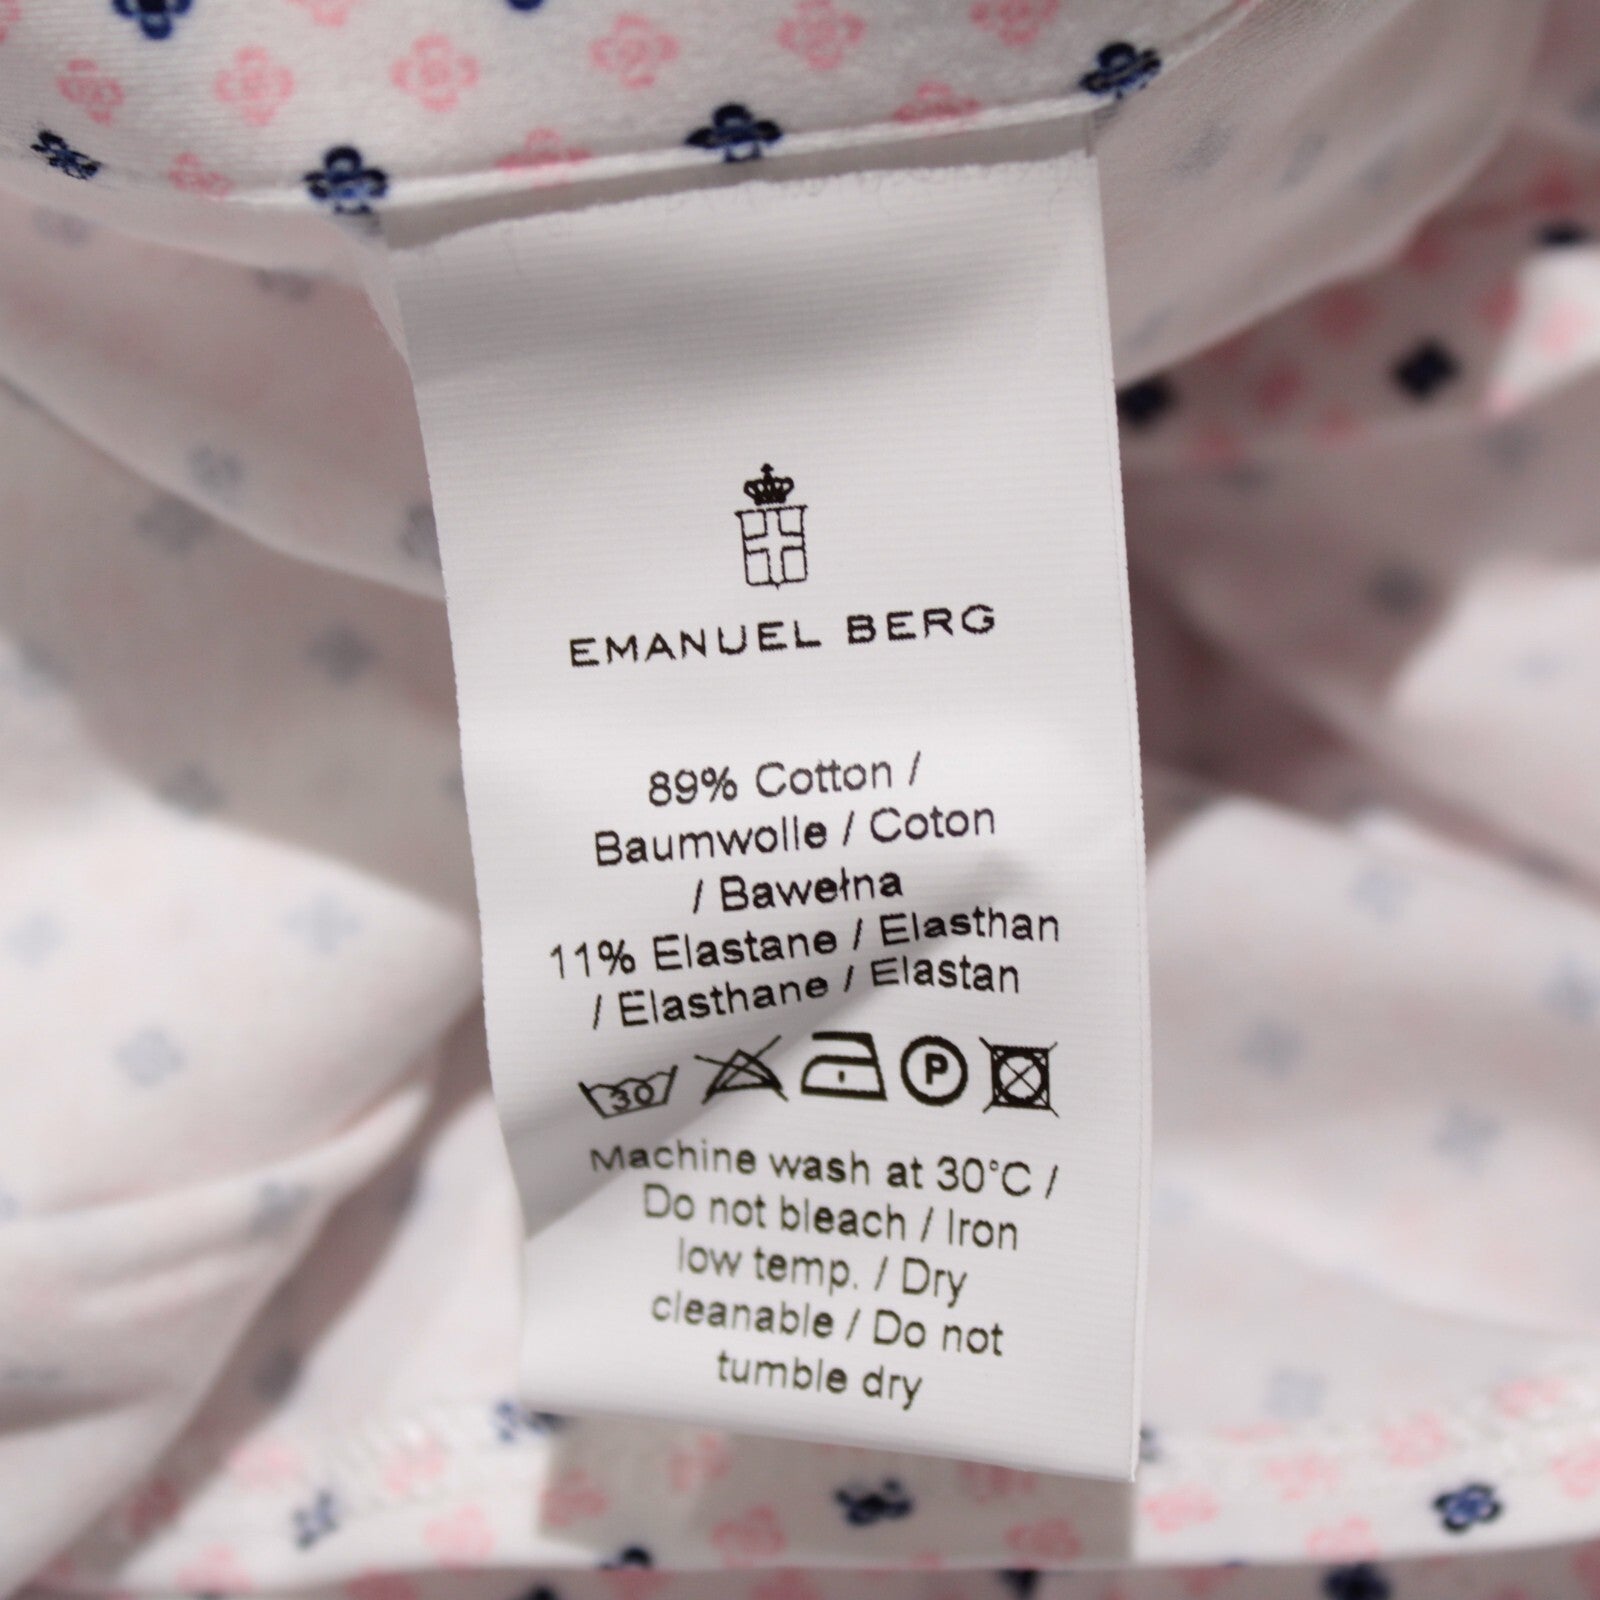 EMANUEL BERG
89% Cotton /
Baumwolle / Coton
/ Bawełna
11% Elastane / Elasthan
/ Elasthane / Elastan
30 P
Machine wash at 30°C /
Do not bleach / Iron
low temp. / Dry
cleanable / Do not
tumble dry